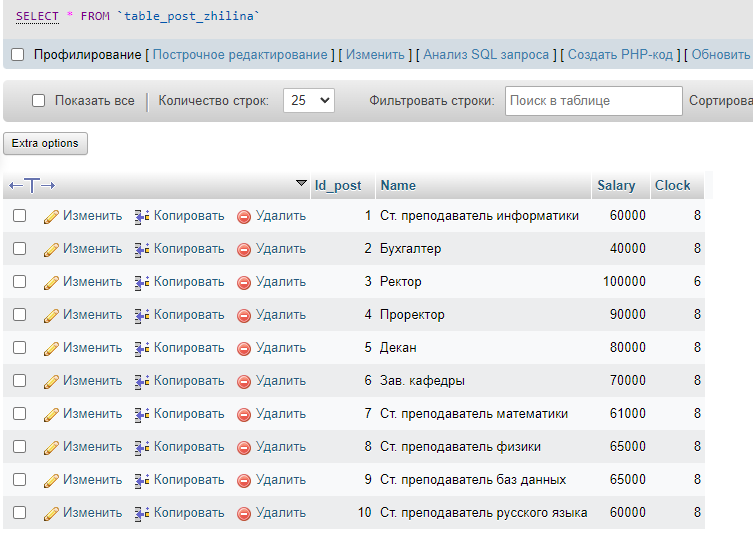 SELECT * FROM `table_post_zhilina`
Профилирование [ Построчное редактирование ] [ Изменить ] [ Анализ SQL запроса ] [ Создать PHP-код ] [ Обновить
Показать все Количество строк: 25 Фильтровать строки: Поиск в таблице Сортирова
Extra options
←T→ Id_post Name Salary Clock
Изменить Копировать Удалить 1 Ст. преподаватель информатики 60000 8
Изменить Копировать Удалить 2 Бухгалтер 40000 8
Изменить Копировать Удалить 3 Ректор 100000 6
Изменить Копировать Удалить 4 Проректор 90000 8
Изменить Копировать Удалить 5 Декан 80000 8
Изменить Копировать Удалить 6 Зав. кафедры 70000 8
Изменить Копировать Удалить 7 Ст. преподаватель математики 61000 8
Изменить Копировать Удалить 8 Ст. преподаватель физики 65000 8
Изменить Копировать Удалить 9 Ст. преподаватель баз данных 65000 8
Изменить Копировать Удалить 10 Ст. преподаватель русского языка 60000 8